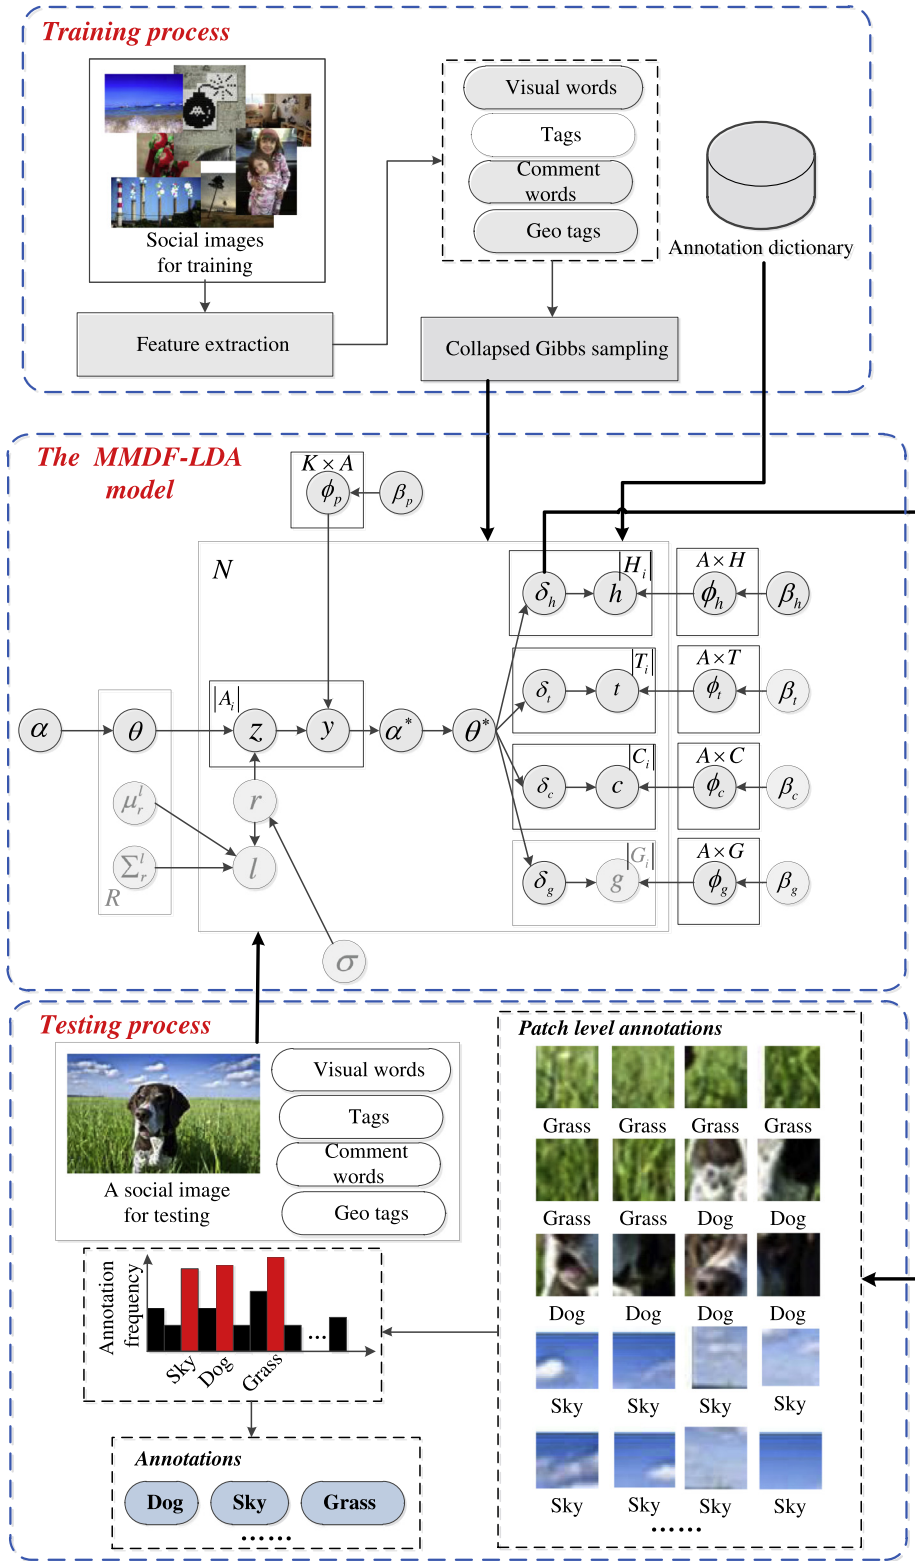 Training process
Social images
for training
Feature extraction
Visual words
Tags
Comment
words
Geo tags
Collapsed Gibbs sampling
Annotation dictionary
The MMDF-LDA
model
K × A
ϕp
βp
N
|Hi|
δh
h
A × H
ϕh
βh
|Ti|
δt
t
A × T
ϕt
βt
|Ai|
α
θ
z
y
α*
θ*
|Ci|
δc
c
A × C
ϕc
βc
μrl
r
Σrl
l
R
|Gi|
δg
g
A × G
ϕg
βg
σ
Testing process
A social image
for testing
Visual words
Tags
Comment
words
Geo tags
Patch level annotations
Grass Grass Grass Grass
Grass Grass Dog Dog
Dog Dog Dog Dog
Sky Sky Sky Sky
Sky Sky Sky Sky
……
Annotation
frequency
...
Sky Dog Grass
Annotations
Dog Sky Grass
……